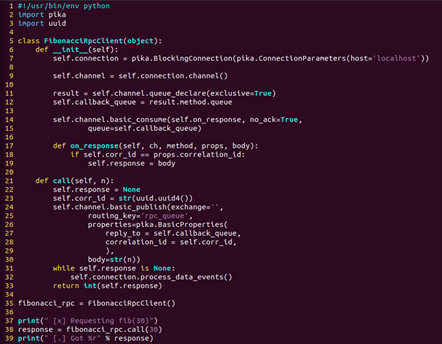 1 #!/usr/bin/env python
2 import pika
3 import uuid
4
5 class FibonacciRpcClient(object):
6     def __init__(self):
7         self.connection = pika.BlockingConnection(pika.ConnectionParameters(host='localhost'))
8
9         self.channel = self.connection.channel()
10
11         result = self.channel.queue_declare(exclusive=True)
12         self.callback_queue = result.method.queue
13
14         self.channel.basic_consume(self.on_response, no_ack=True,
15                 queue=self.callback_queue)
16
17         def on_response(self, ch, method, props, body):
18             if self.corr_id == props.correlation_id:
19                 self.response = body
20
21     def call(self, n):
22         self.response = None
23         self.corr_id = str(uuid.uuid4())
24         self.channel.basic_publish(exchange='',
25                 routing_key='rpc_queue',
26                 properties=pika.BasicProperties(
27                     reply_to = self.callback_queue,
28                     correlation_id = self.corr_id,
29                     ),
30                 body=str(n))
31         while self.response is None:
32             self.connection.process_data_events()
33         return int(self.response)
34
35 fibonacci_rpc = FibonacciRpcClient()
36
37 print(" [x] Requesting fib(30)")
38 response = fibonacci_rpc.call(30)
39 print(" [.] Got %r" % response)